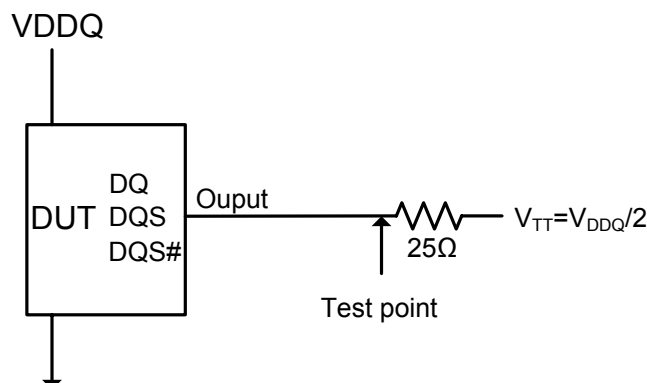 VDDQ
DUT
DQ
DQS
DQS#
Ouput
25Ω
V_TT=V_DDQ/2
Test point